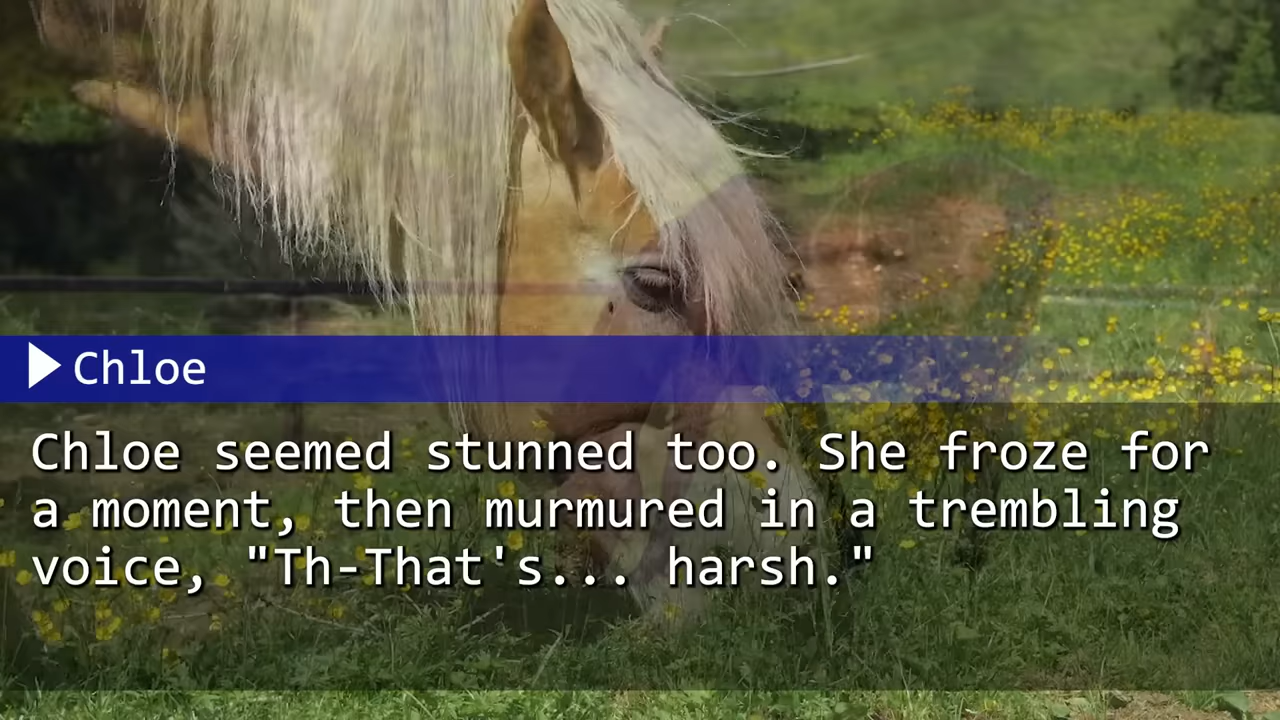 Chloe
Chloe seemed stunned too. She froze for
a moment, then murmured in a trembling
voice, "Th-That's... harsh."